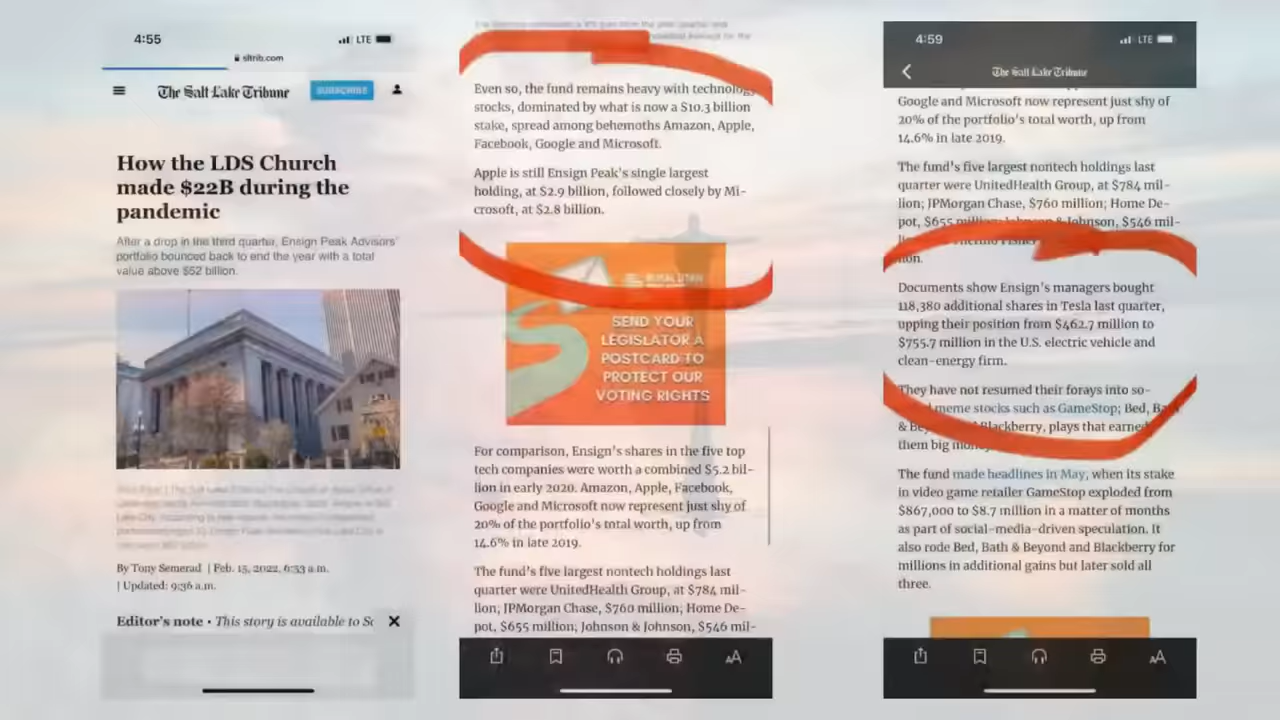 4:55
LTE
sltrib.com
The Salt Lake Tribune
SUBSCRIBE
How the LDS Church
made $22B during the
pandemic
After a drop in the third quarter, Ensign Peak Advisors'
portfolio bounced back to end the year with a total
value above $52 billion.
By Tony Semerad | Feb. 15, 2022, 6:53 a.m.
| Updated: 9:36 a.m.
Editor's note • This story is available to Sc
Even so, the fund remains heavy with technology
stocks, dominated by what is now a $10.3 billion
stake, spread among behemoths Amazon, Apple,
Facebook, Google and Microsoft.
Apple is still Ensign Peak's single largest
holding, at $2.9 billion, followed closely by Mi-
crosoft, at $2.8 billion.
SEND YOUR
LEGISLATOR A
POSTCARD TO
PROTECT OUR
VOTING RIGHTS
For comparison, Ensign's shares in the five top
tech companies were worth a combined $5.2 bil-
lion in early 2020. Amazon, Apple, Facebook,
Google and Microsoft now represent just shy of
20% of the portfolio's total worth, up from
14.6% in late 2019.
The fund's five largest nontech holdings last
quarter were UnitedHealth Group, at $784 mil-
lion; JPMorgan Chase, $760 million; Home De-
pot, $655 million; Johnson & Johnson, $546 mil-
AA
4:59
LTE
The Salt Lake Tribune
Google and Microsoft now represent just shy of
20% of the portfolio's total worth, up from
14.6% in late 2019.
The fund's five largest nontech holdings last
quarter were UnitedHealth Group, at $784 mil-
lion; JPMorgan Chase, $760 million; Home De-
pot, $655 million; Johnson & Johnson, $546 mil-
Thermo Fisher
lion.
Documents show Ensign's managers bought
118,380 additional shares in Tesla last quarter,
upping their position from $462.7 million to
$755.7 million in the U.S. electric vehicle and
clean-energy firm.
They have not resumed their forays into so-
meme stocks such as GameStop; Bed, Bath
& Blackberry, plays that earned
them big
The fund made headlines in May, when its stake
in video game retailer GameStop exploded from
$867,000 to $8.7 million in a matter of months
as part of social-media-driven speculation. It
also rode Bed, Bath & Beyond and Blackberry for
millions in additional gains but later sold all
three.
AA